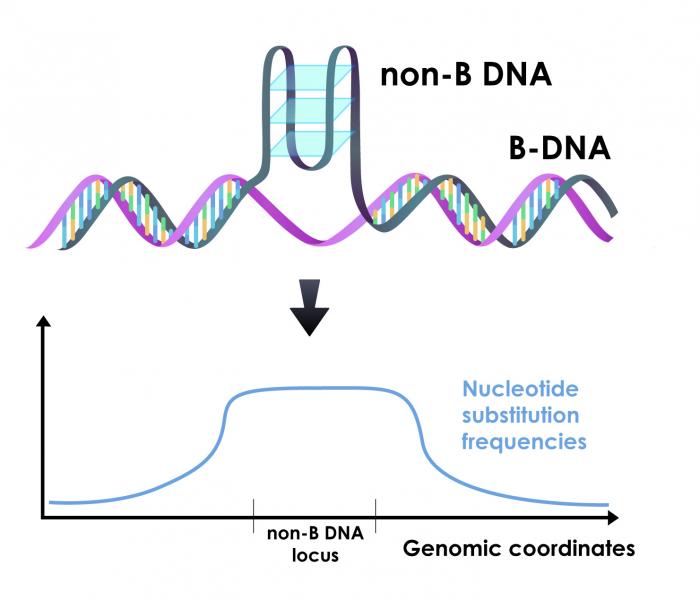 non-B DNA
B-DNA
Nucleotide
substitution
frequencies
non-B DNA
locus
Genomic coordinates